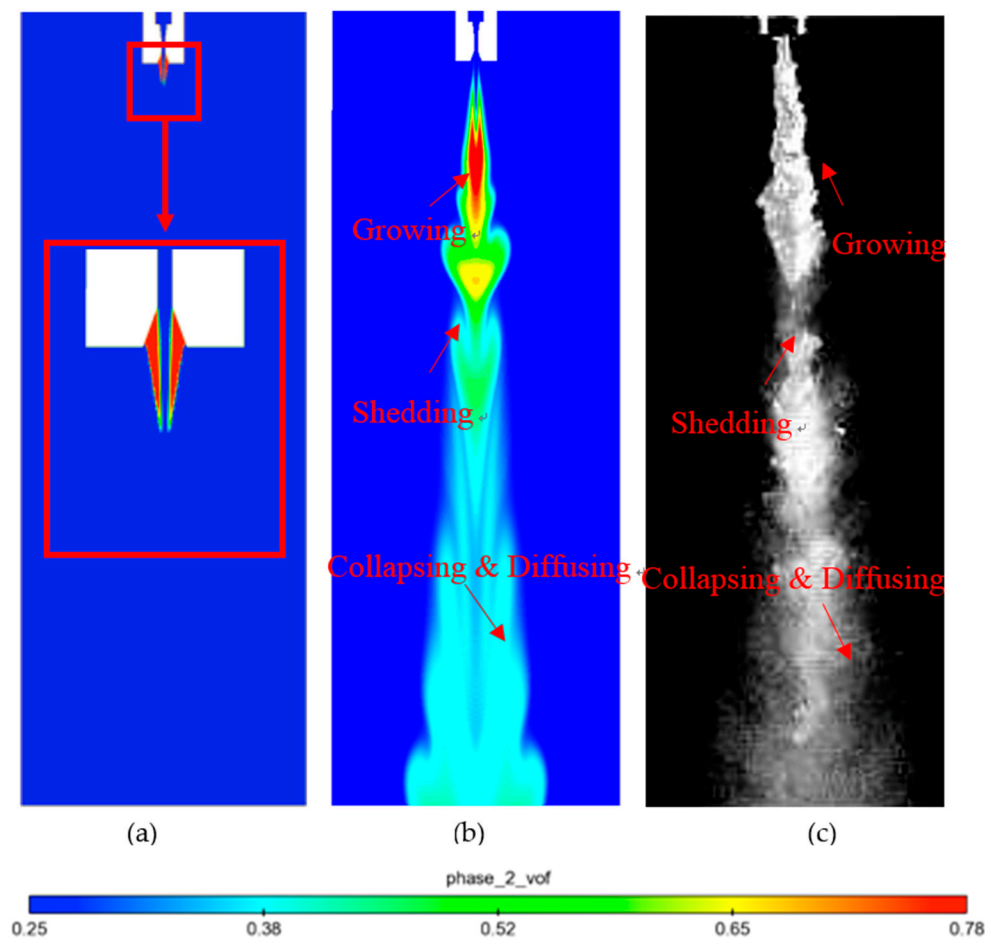 Growing
Growing
Shedding
Shedding
Collapsing & Diffusing
Collapsing & Diffusing
(a)
(b)
(c)
phase_2_vof
0.25
0.38
0.52
0.65
0.78